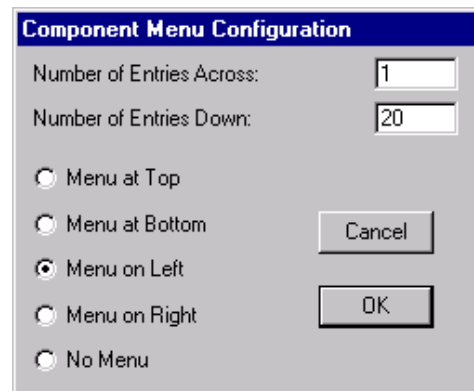 Component Menu Configuration
Number of Entries Across: 1
Number of Entries Down: 20
Menu at Top
Menu at Bottom
Cancel
Menu on Left
Menu on Right
OK
No Menu